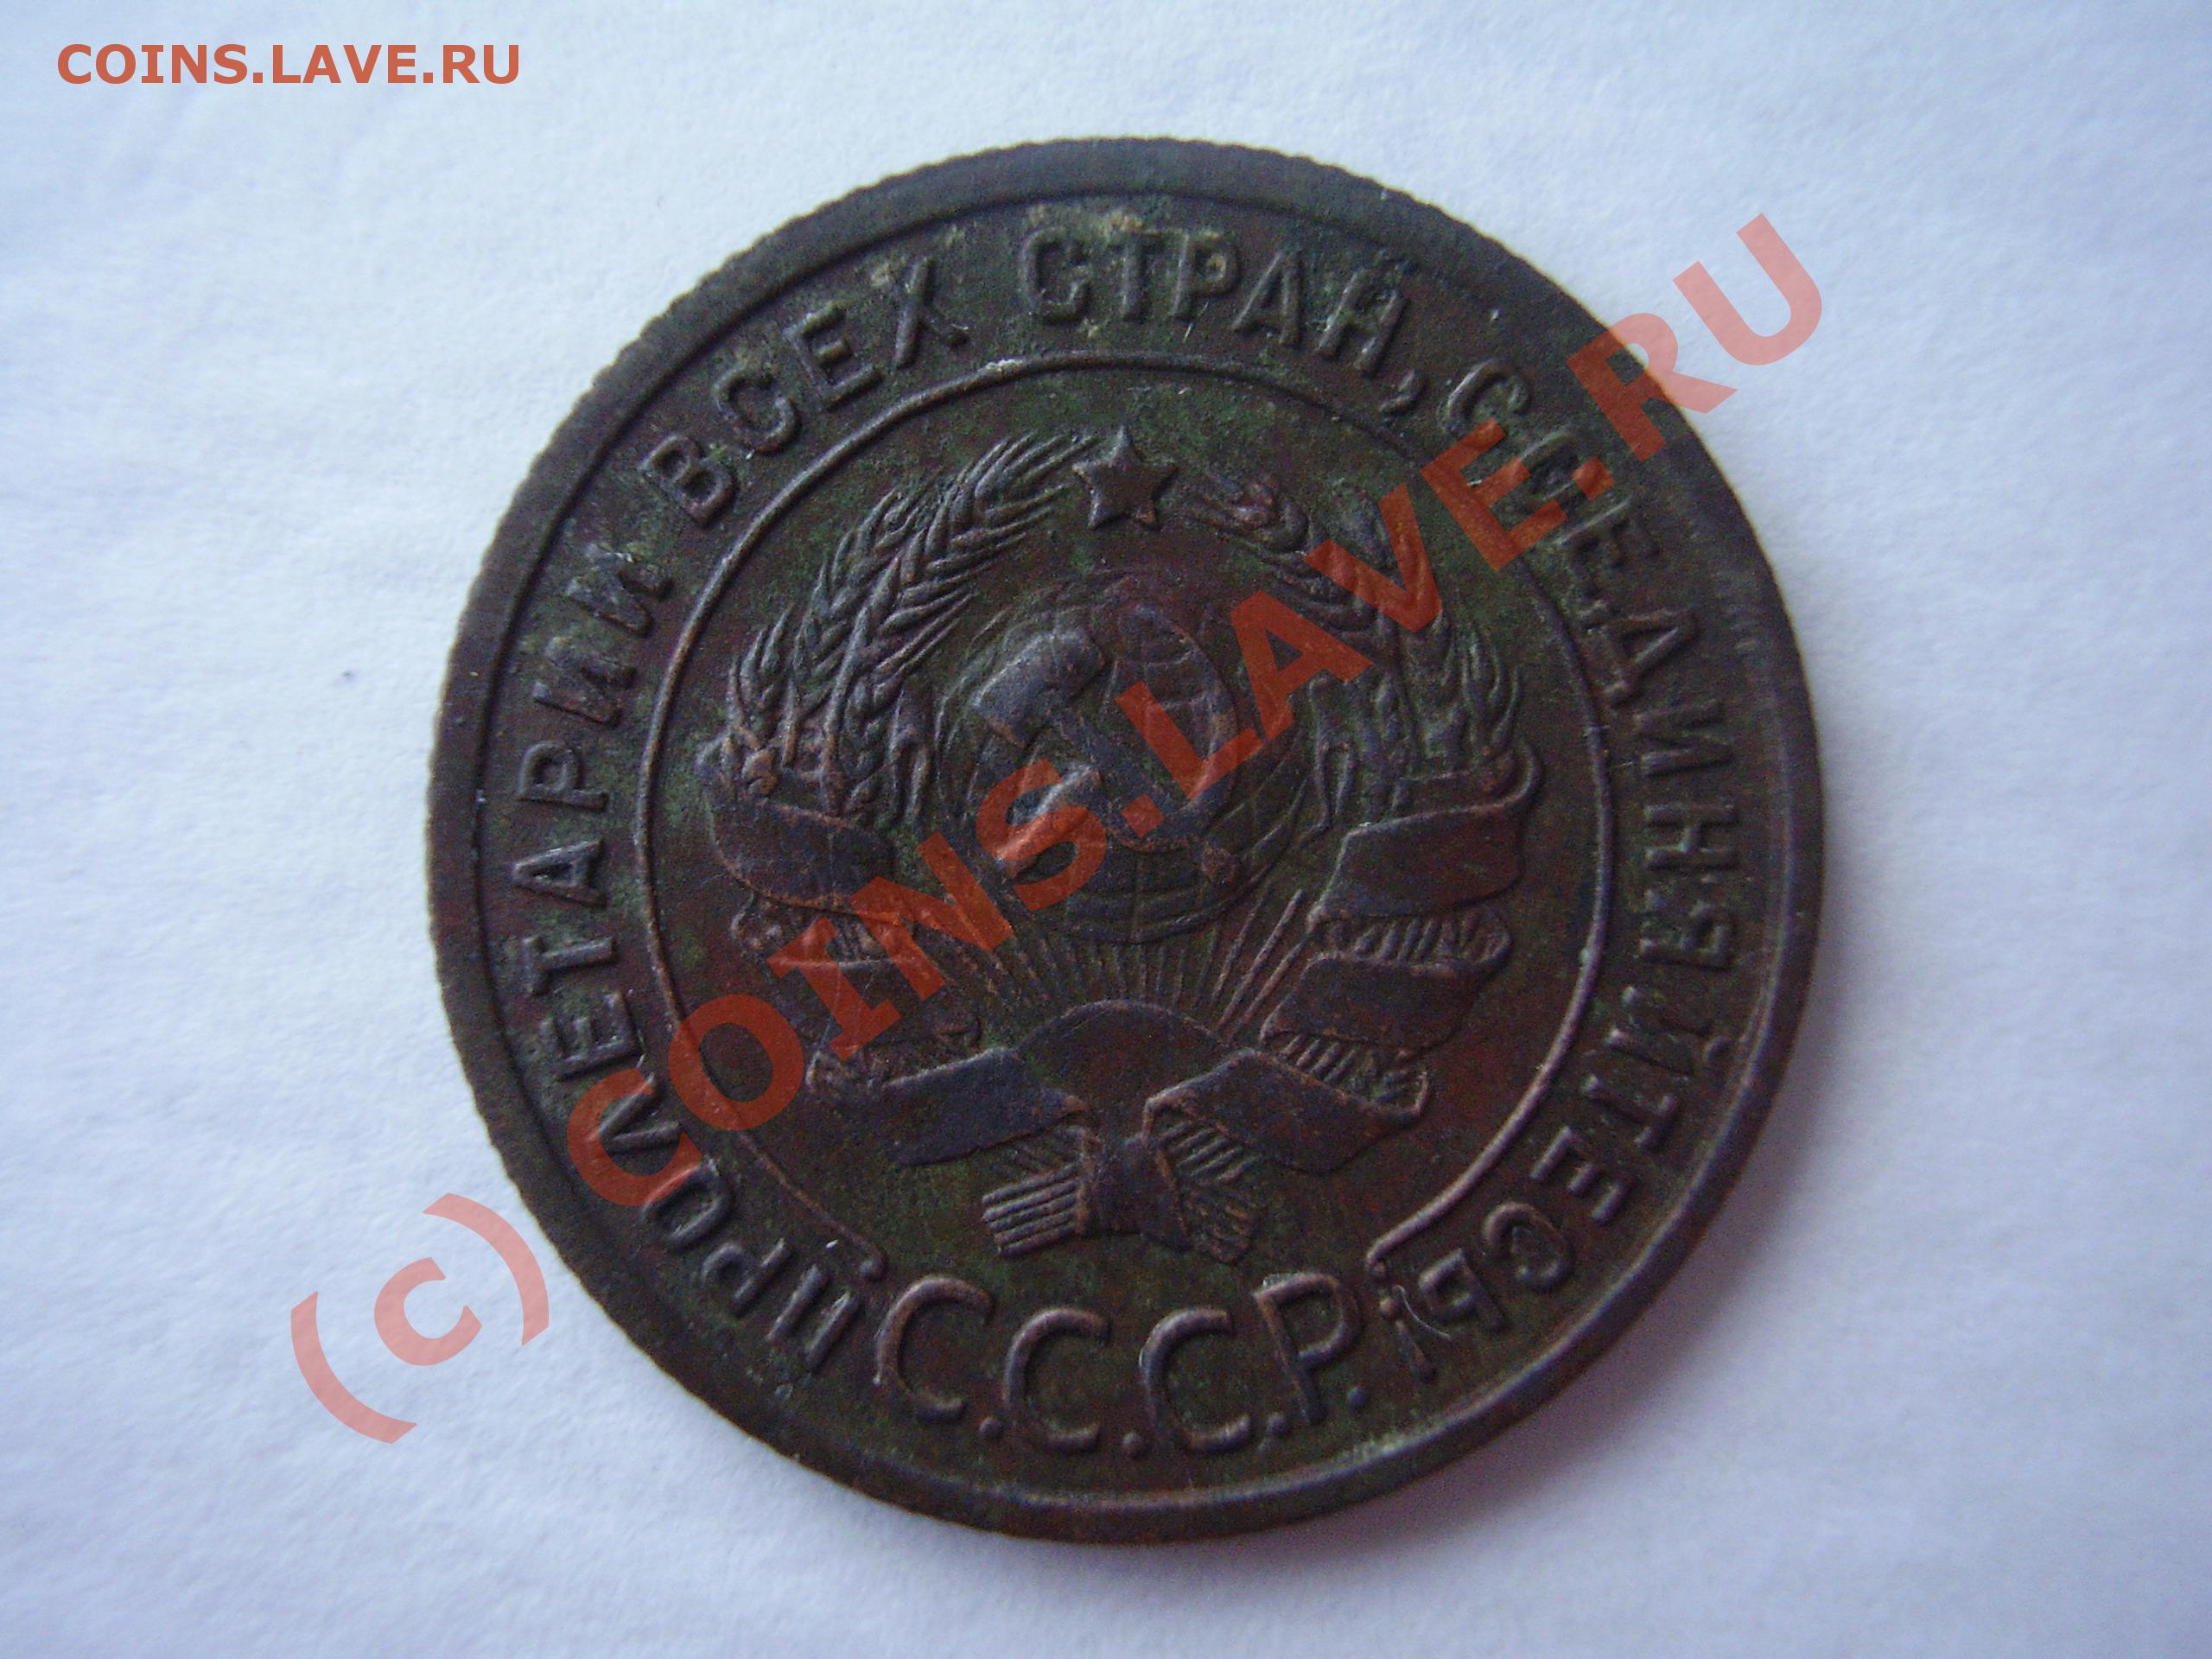 COINS.LAVE.RU
ПРОЛЕТАРИИ ВСЕХ СТРАН, СОЕДИНЯЙТЕСЬ!
С.С.С.Р.
(c) COINS.LAVE.RU